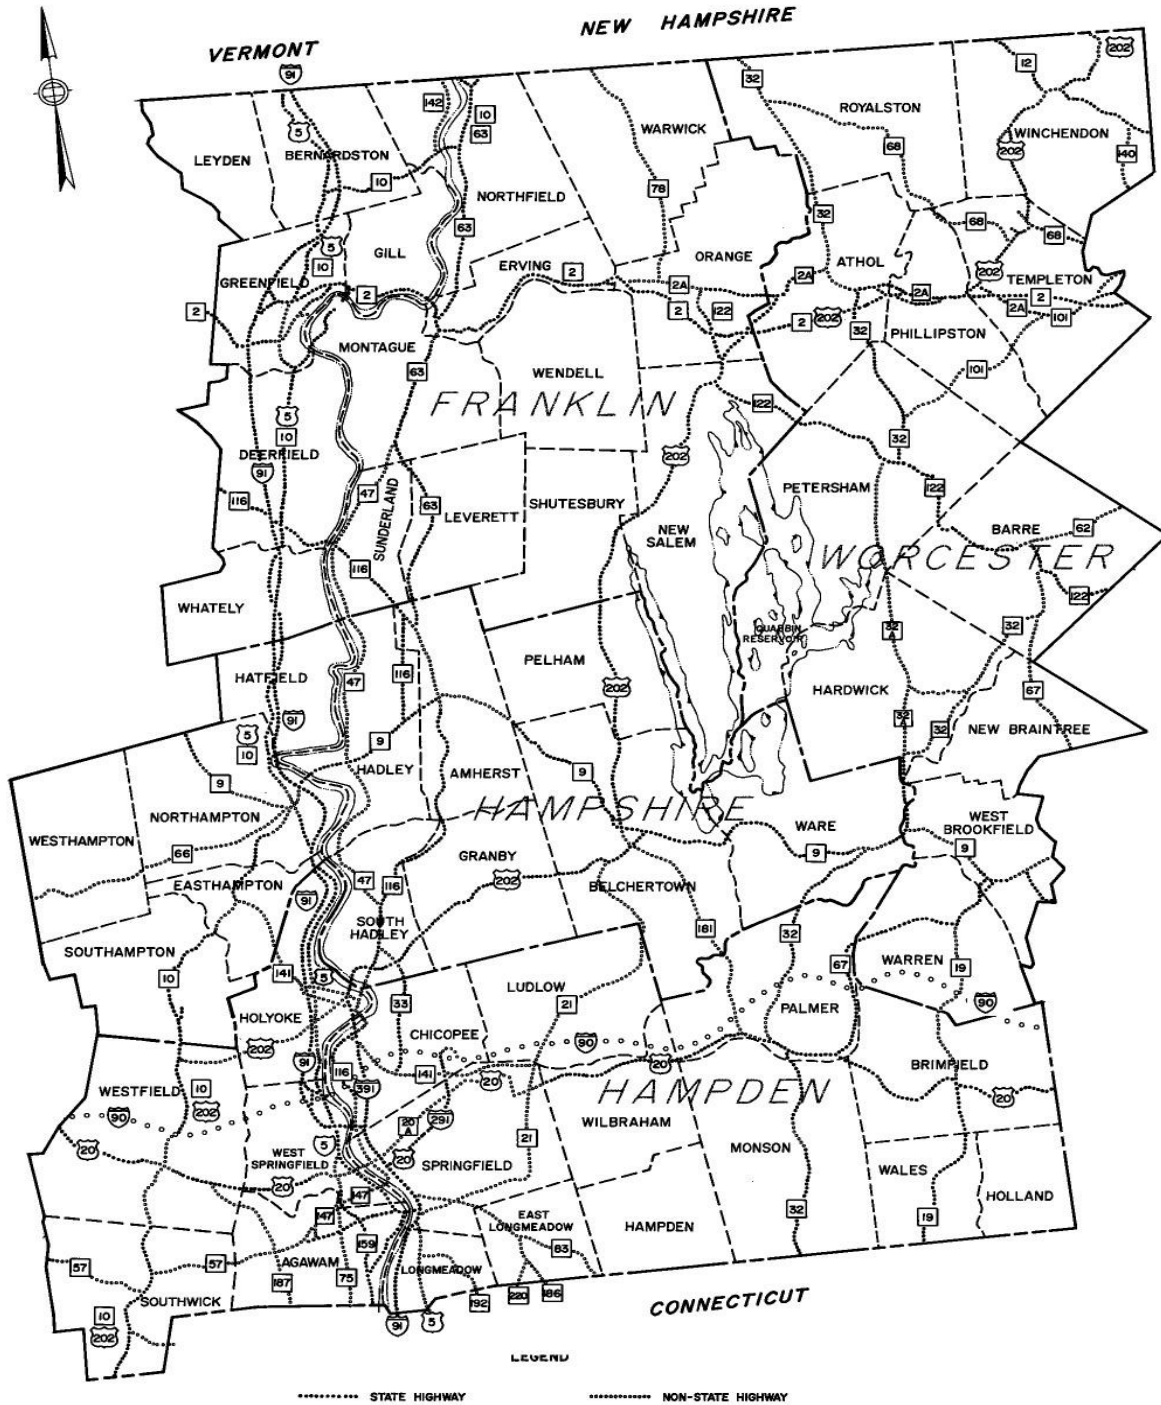 NEW HAMPSHIRE
VERMONT
91
142
10
63
32
12
202
5
ROYALSTON
WARWICK
WINCHENDON
LEYDEN
BERNARDSTON
68
202
140
10
78
NORTHFIELD
63
32
68
68
5
10
GILL
ORANGE
ATHOL
202
GREENFIELD
ERVING
2
2A
2A
2A
TEMPLETON
2
2
2
122
2
202
2A
101
32
PHILLIPSTON
MONTAGUE
63
WENDELL
101
FRANKLIN
122
5
10
32
DEERFIELD
91
202
116
47
SUNDERLAND
63
LEVERETT
SHUTESBURY
PETERSHAM
122
NEW
SALEM
BARRE
62
WORCESTER
116
122
WHATELY
QUABBIN
RESERVOIR
32
A
32
PELHAM
HATFIELD
47
116
202
HARDWICK
67
91
5
10
32
A
32
NEW BRAINTREE
9
HADLEY
AMHERST
9
9
HAMPSHIRE
NORTHAMPTON
WESTHAMPTON
WARE
WEST
BROOKFIELD
66
9
9
GRANBY
EASTHAMPTON
47
116
202
BELCHERTOWN
91
SOUTH
HADLEY
181
32
SOUTHAMPTON
10
141
5
67
WARREN
19
33
LUDLOW
21
PALMER
90
HOLYOKE
CHICOPEE
202
90
91
116
391
141
20
20
BRIMFIELD
WESTFIELD
10
202
HAMPDEN
20
90
20
A
291
WILBRAHAM
20
5
20
21
MONSON
WEST
SPRINGFIELD
SPRINGFIELD
WALES
20
147
HOLLAND
147
EAST
LONGMEADOW
HAMPDEN
32
19
159
83
57
57
AGAWAM
187
75
LONGMEADOW
SOUTHWICK
192
220
186
10
202
91
5
CONNECTICUT
LEGEND
STATE HIGHWAY
NON-STATE HIGHWAY